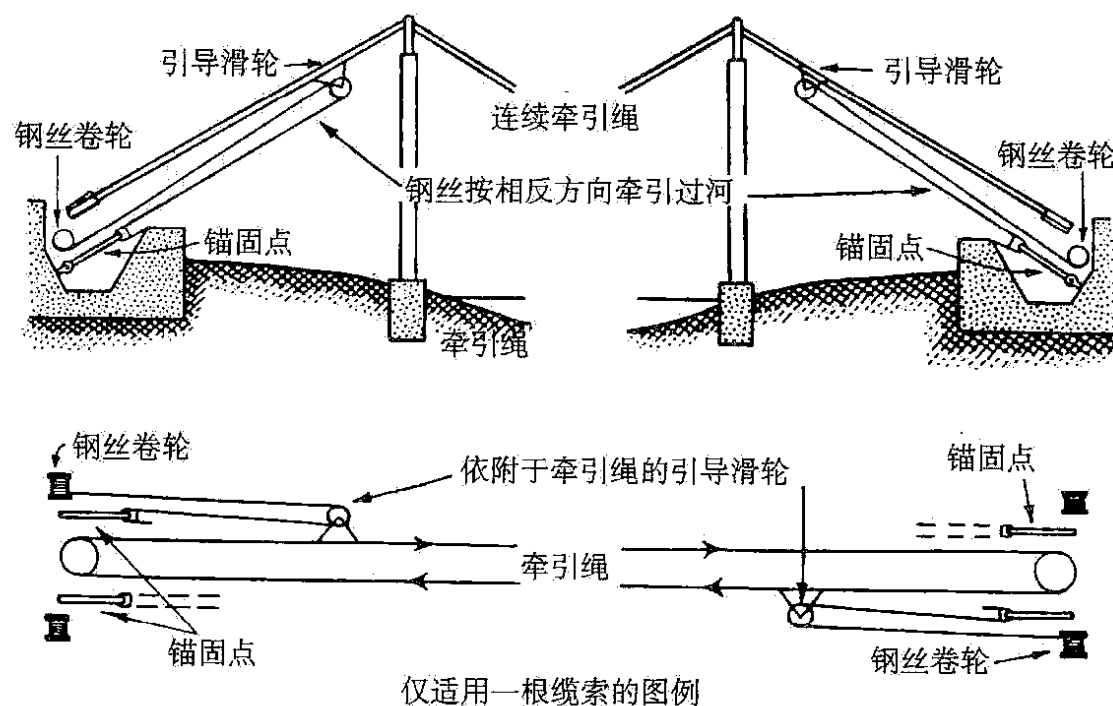 引导滑轮
引导滑轮
连续牵引绳
钢丝卷轮
钢丝卷轮
钢丝按相反方向牵引过河
锚固点
锚固点
牵引绳
钢丝卷轮
依附于牵引绳的引导滑轮
锚固点
牵引绳
锚固点
钢丝卷轮
仅适用一根缆索的图例